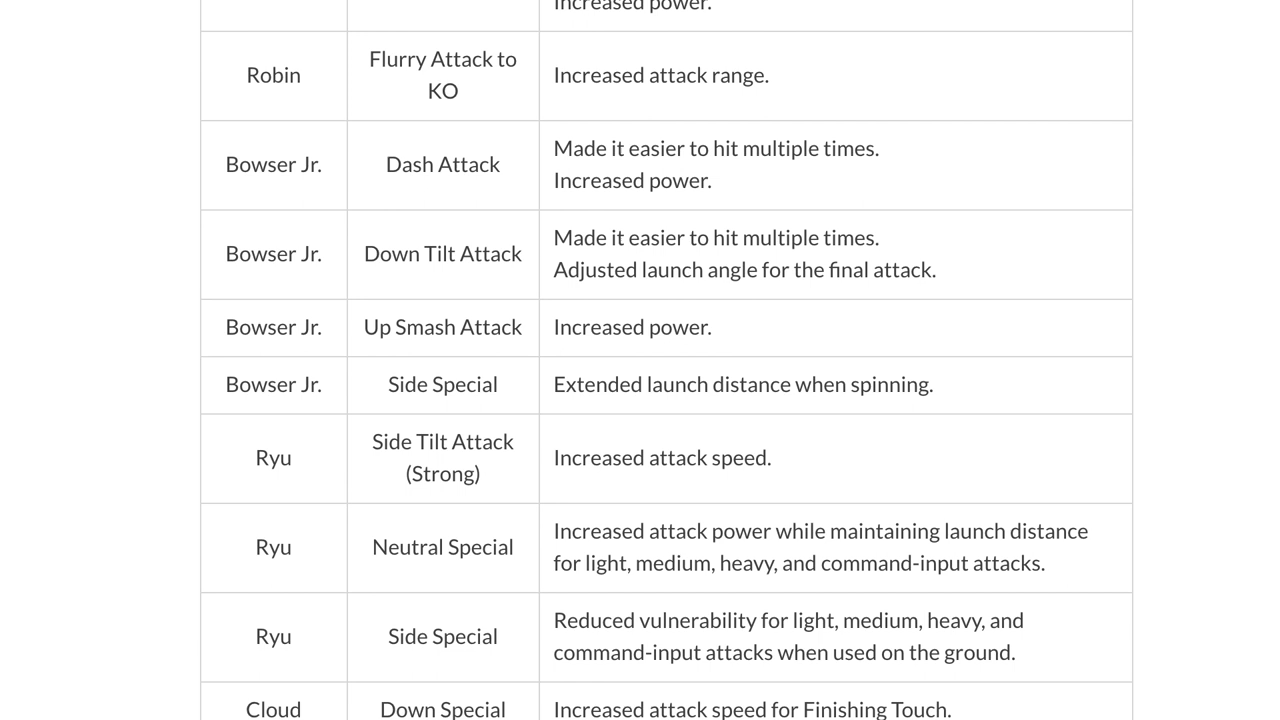 Increased power.
Robin
Flurry Attack to
KO
Increased attack range.
Bowser Jr.
Dash Attack
Made it easier to hit multiple times.
Increased power.
Bowser Jr.
Down Tilt Attack
Made it easier to hit multiple times.
Adjusted launch angle for the final attack.
Bowser Jr.
Up Smash Attack
Increased power.
Bowser Jr.
Side Special
Extended launch distance when spinning.
Ryu
Side Tilt Attack
(Strong)
Increased attack speed.
Ryu
Neutral Special
Increased attack power while maintaining launch distance
for light, medium, heavy, and command-input attacks.
Ryu
Side Special
Reduced vulnerability for light, medium, heavy, and
command-input attacks when used on the ground.
Cloud
Down Special
Increased attack speed for Finishing Touch.